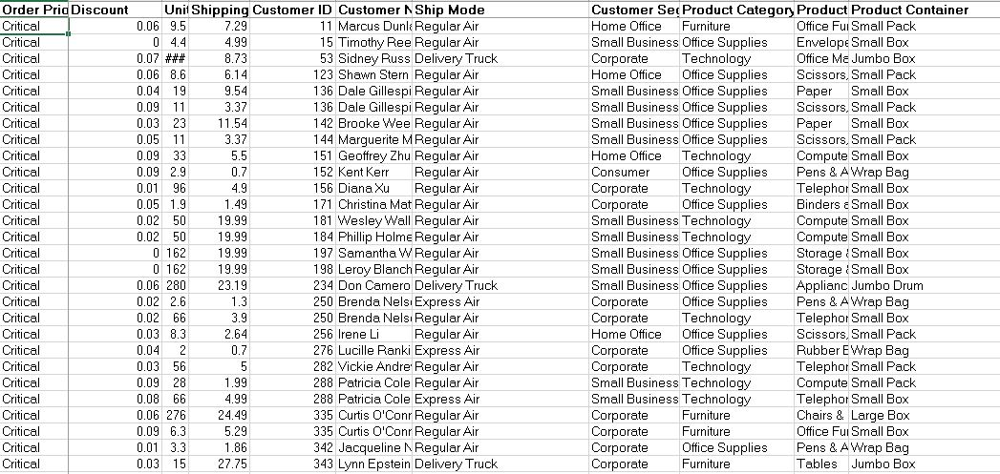 Order Prio Discount Uni Shipping Customer ID Customer N Ship Mode Customer Seg Product Category Product Product Container
Critical 0.06 9.5 7.29 11 Marcus Dunla Regular Air Home Office Furniture Office Fur Small Pack
Critical 0 4.4 4.99 15 Timothy Ree Regular Air Small Business Office Supplies Envelope Small Box
Critical 0.07 ### 8.73 53 Sidney Russ Delivery Truck Corporate Technology Office Ma Jumbo Box
Critical 0.06 8.6 6.14 123 Shawn Stern Regular Air Home Office Office Supplies Scissors, Small Pack
Critical 0.04 19 9.54 136 Dale Gillespi Regular Air Small Business Office Supplies Paper Small Box
Critical 0.09 11 3.37 136 Dale Gillespi Regular Air Small Business Office Supplies Scissors, Small Pack
Critical 0.03 23 11.54 142 Brooke Wee Regular Air Small Business Office Supplies Paper Small Box
Critical 0.05 11 3.37 144 Marguerite M Regular Air Small Business Office Supplies Scissors, Small Pack
Critical 0.09 33 5.5 151 Geoffrey Zhu Regular Air Home Office Technology Compute Small Box
Critical 0.09 2.9 0.7 152 Kent Kerr Regular Air Consumer Office Supplies Pens & A Wrap Bag
Critical 0.01 96 4.9 156 Diana Xu Regular Air Corporate Technology Telephon Small Box
Critical 0.05 1.9 1.49 171 Christina Mat Regular Air Corporate Office Supplies Binders a Small Box
Critical 0.02 50 19.99 181 Wesley Wall Regular Air Small Business Technology Compute Small Box
Critical 0.02 50 19.99 184 Phillip Holme Regular Air Small Business Technology Compute Small Box
Critical 0 162 19.99 197 Samantha W Regular Air Small Business Office Supplies Storage & Small Box
Critical 0 162 19.99 198 Leroy Blanch Regular Air Small Business Office Supplies Storage & Small Box
Critical 0.06 280 23.19 234 Don Camero Delivery Truck Small Business Office Supplies Applianc Jumbo Drum
Critical 0.02 2.6 1.3 250 Brenda Nels Express Air Corporate Office Supplies Pens & A Wrap Bag
Critical 0.02 66 3.9 250 Brenda Nels Regular Air Corporate Technology Telephon Small Box
Critical 0.03 8.3 2.64 256 Irene Li Regular Air Home Office Office Supplies Scissors, Small Pack
Critical 0.04 2 0.7 276 Lucille Ranki Express Air Corporate Office Supplies Rubber B Wrap Bag
Critical 0.03 56 5 282 Vickie Andre Regular Air Corporate Technology Telephon Small Pack
Critical 0.09 28 1.99 288 Patricia Cole Regular Air Small Business Technology Compute Small Pack
Critical 0.08 66 4.99 288 Patricia Cole Express Air Small Business Technology Telephon Small Box
Critical 0.06 276 24.49 335 Curtis O'Conn Regular Air Corporate Furniture Chairs & Large Box
Critical 0.09 6.3 5.29 335 Curtis O'Conn Regular Air Corporate Furniture Office Fur Small Box
Critical 0.01 3.3 1.86 342 Jacqueline N Regular Air Corporate Office Supplies Pens & A Wrap Bag
Critical 0.03 15 27.75 343 Lynn Epstein Delivery Truck Corporate Furniture Tables Jumbo Box